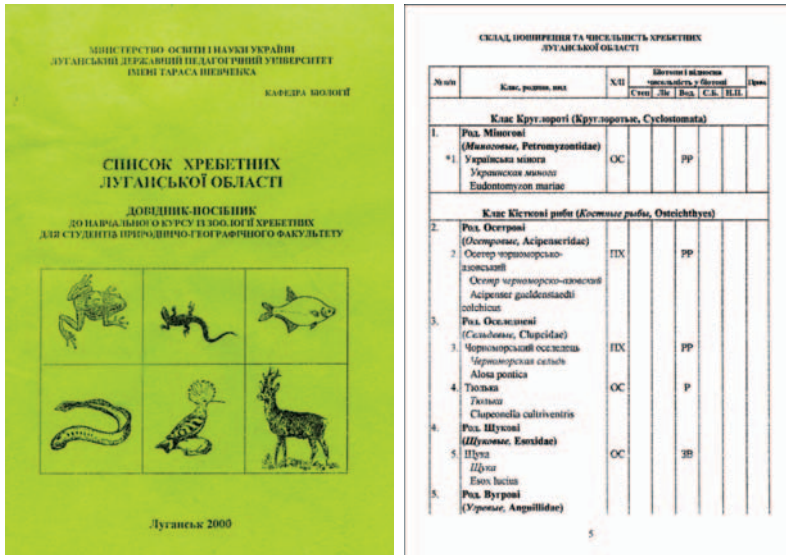 МІНІСТЕРСТВО ОСВІТИ І НАУКИ УКРАЇНИ
ЛУГАНСЬКИЙ ДЕРЖАВНИЙ ПЕДАГОГІЧНИЙ УНІВЕРСИТЕТ
ІМЕНІ ТАРАСА ШЕВЧЕНКА
КАФЕДРА БІОЛОГІЇ
СПИСОК ХРЕБЕТНИХ
ЛУГАНСЬКОЇ ОБЛАСТІ
ДОВІДНИК-ПОСІБНИК
ДО НАВЧАЛЬНОГО КУРСУ ІЗ ЗООЛОГІЇ ХРЕБЕТНИХ
ДЛЯ СТУДЕНТІВ ПРИРОДНИЧО-ГЕОГРАФІЧНОГО ФАКУЛЬТЕТУ
Луганськ 2000
СКЛАД, ПОШИРЕННЯ ТА ЧИСЕЛЬНІСТЬ ХРЕБЕТНИХ
ЛУГАНСЬКОЇ ОБЛАСТІ
№ п/п Клас, родина, вид Х/П Біотопи і відносна
чисельність у біотопі Прим.
Степ Ліс Вод. С.Б. Н.П.
Клас Круглороті (Круглоротые, Cyclostomata)
1. Род. Міногові
(Миноговые, Petromyzontidae)
*1. Українська мінога ОС РР
Украинская минога
Eudontomyzon mariae
Клас Кісткові риби (Костные рыбы, Osteichthyes)
2. Род. Осетрові
(Осетровые, Acipenseridae)
2. Осетер чорноморсько- ПХ РР
азовський
Осетр черноморско-азовский
Acipenser gueldenstaedti
colchicus
3. Род. Оселедцеві
(Сельдевые, Clupeidae)
3. Чорноморський оселедець ПХ РР
Черноморская сельдь
Alosa pontica
4. Тюлька ОС Р
Тюлька
Clupeonella cultriventris
4. Род. Щукові
(Щуковые, Esoxidae)
5. Щука ОС ЗВ
Щука
Esox lucius
5. Род. Вугрові
(Угревые, Anguillidae)
5